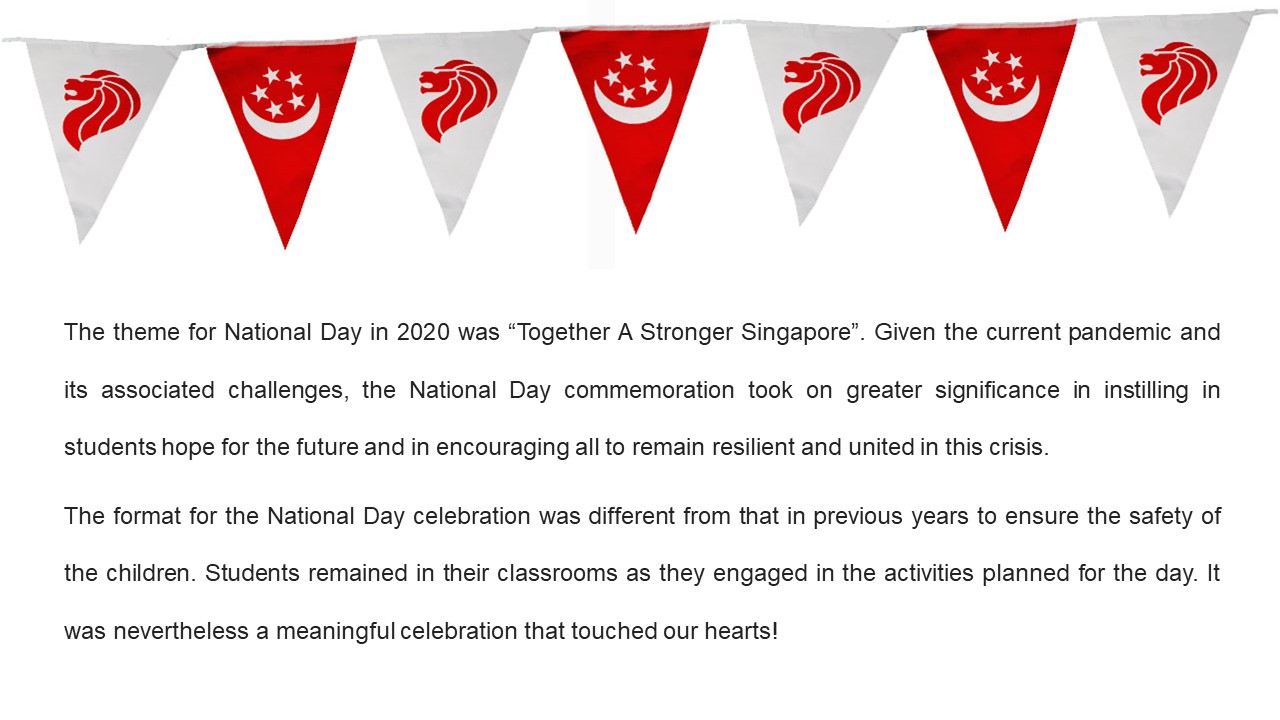 The theme for National Day in 2020 was “Together A Stronger Singapore”. Given the current pandemic and
its associated challenges, the National Day commemoration took on greater significance in instilling in
students hope for the future and in encouraging all to remain resilient and united in this crisis.
The format for the National Day celebration was different from that in previous years to ensure the safety of
the children. Students remained in their classrooms as they engaged in the activities planned for the day. It
was nevertheless a meaningful celebration that touched our hearts!